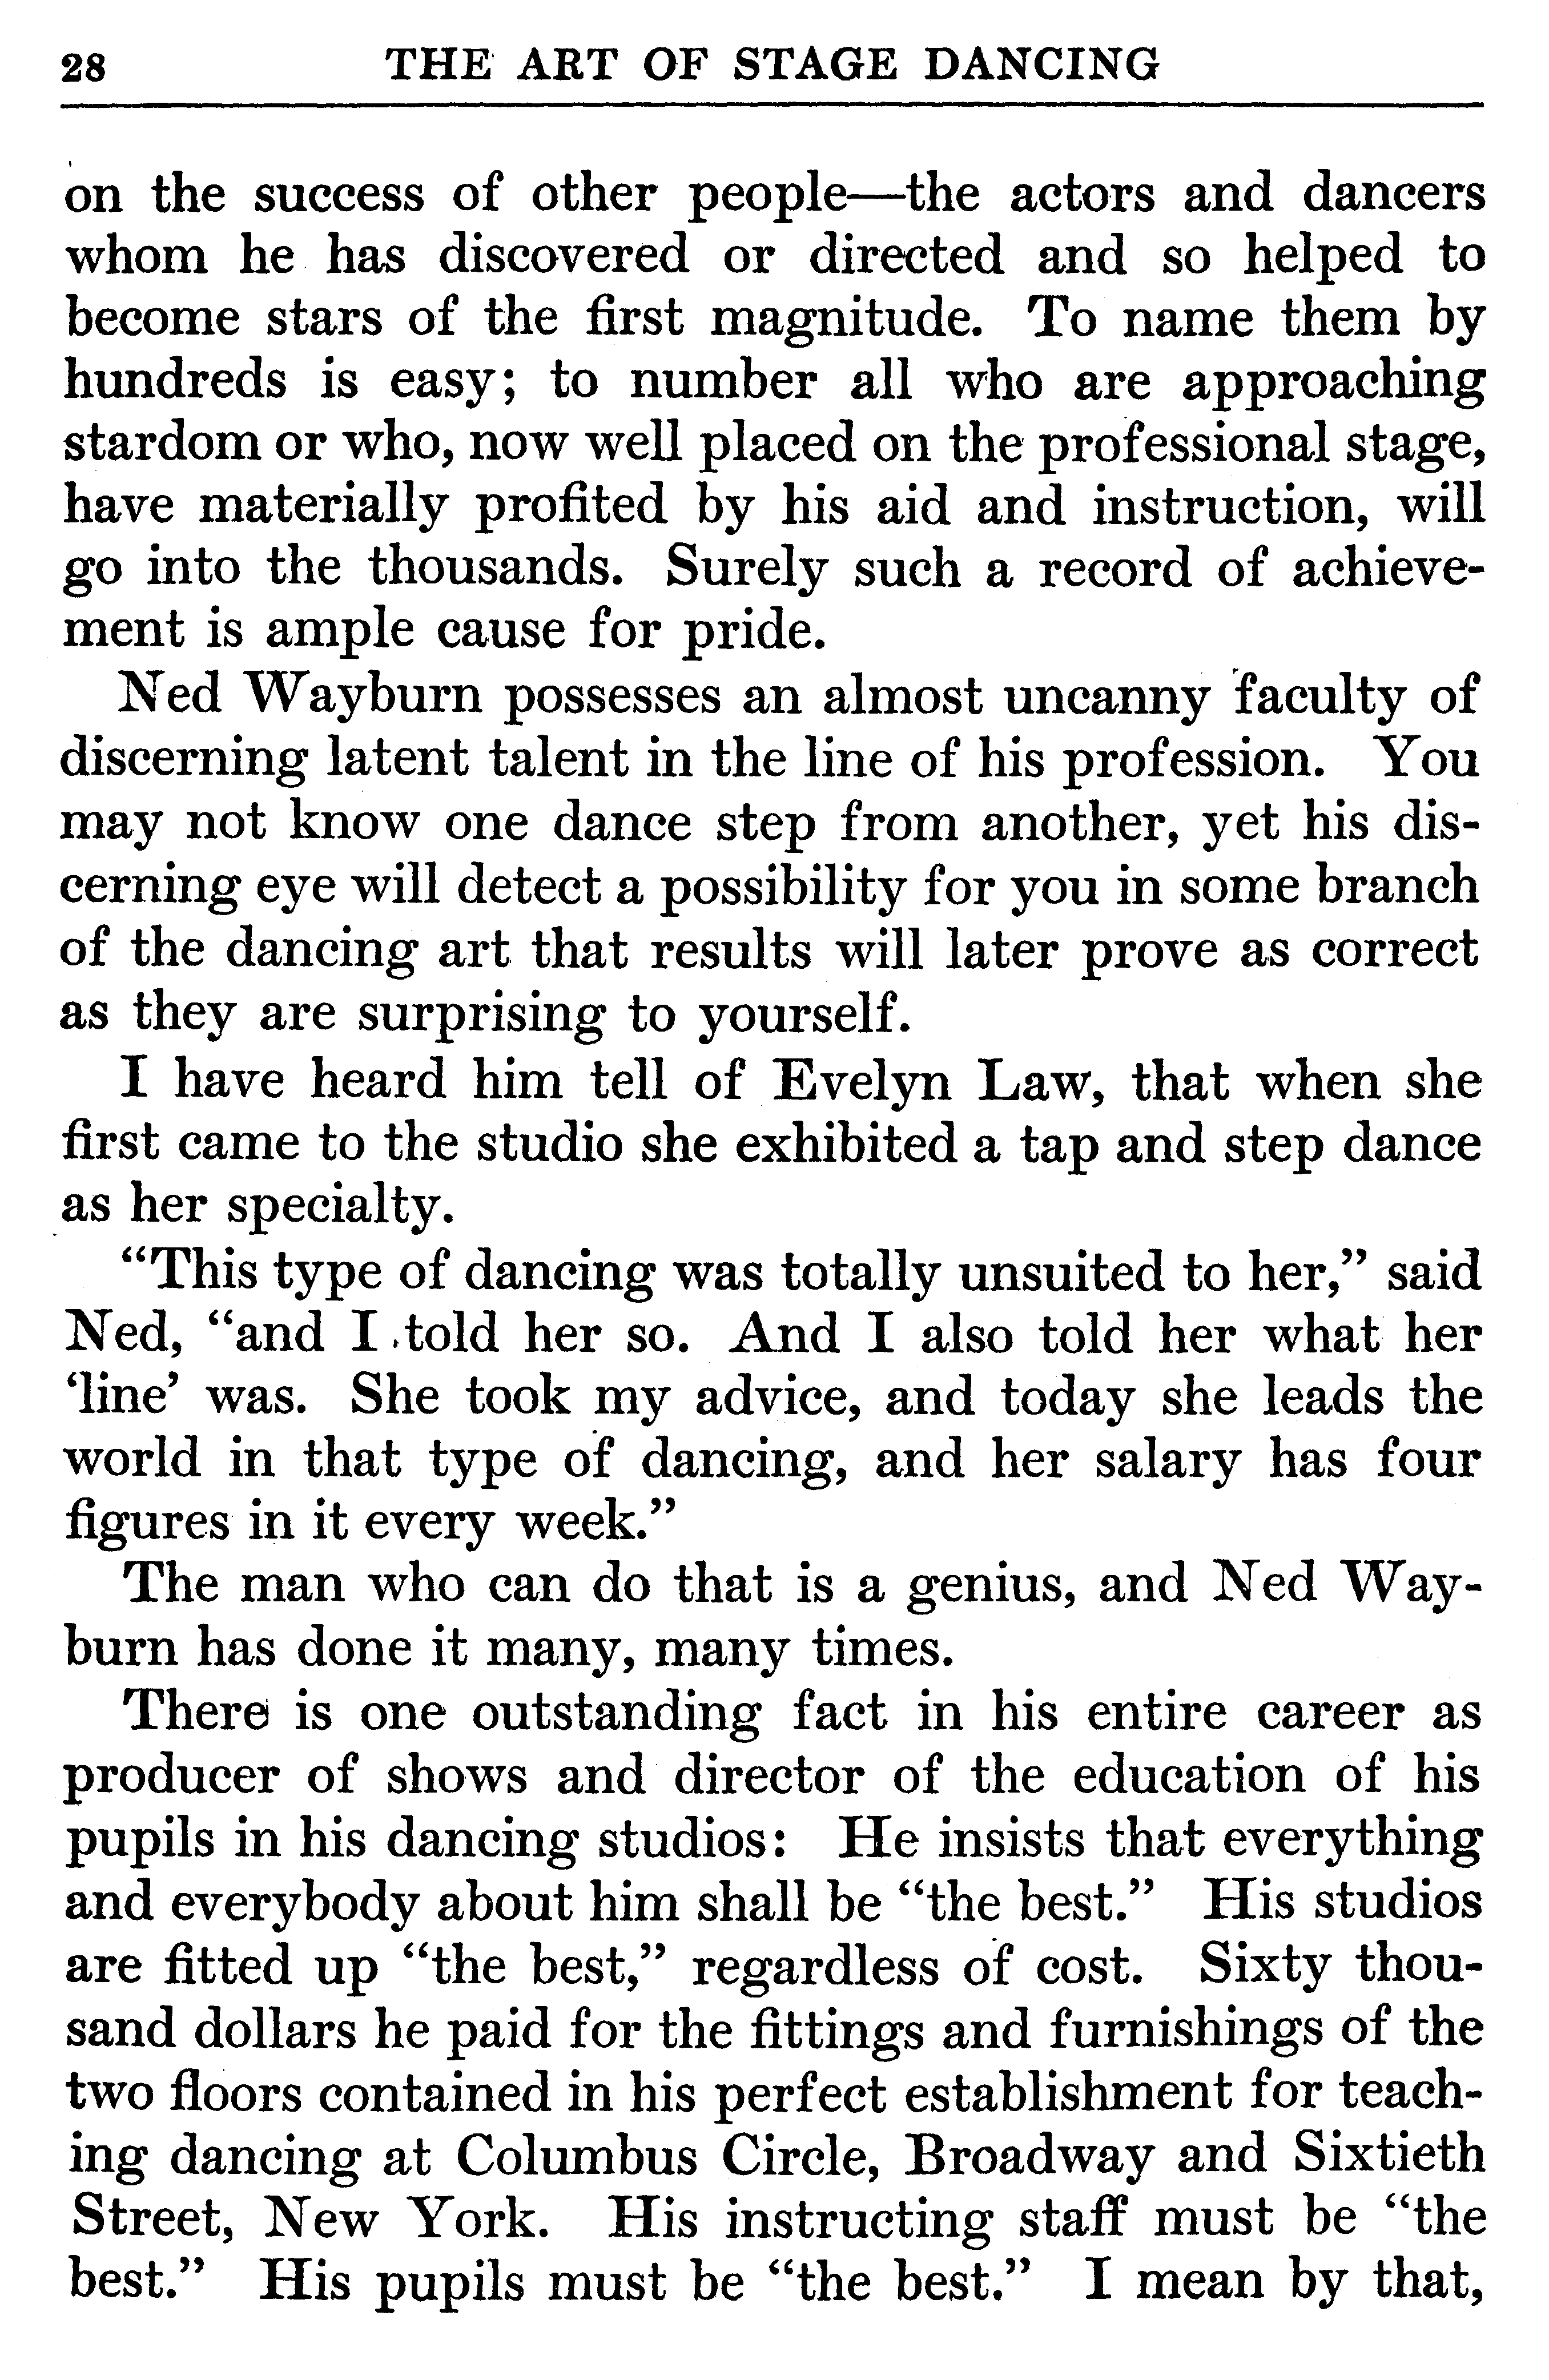 28 THE ART OF STAGE DANCING
on the success of other people—the actors and dancers
whom he has discovered or directed and so helped to
become stars of the first magnitude. To name them by
hundreds is easy; to number all who are approaching
stardom or who, now well placed on the professional stage,
have materially profited by his aid and instruction, will
go into the thousands. Surely such a record of achieve-
ment is ample cause for pride.
Ned Wayburn possesses an almost uncanny faculty of
discerning latent talent in the line of his profession. You
may not know one dance step from another, yet his dis-
cerning eye will detect a possibility for you in some branch
of the dancing art that results will later prove as correct
as they are surprising to yourself.
I have heard him tell of Evelyn Law, that when she
first came to the studio she exhibited a tap and step dance
as her specialty.
“This type of dancing was totally unsuited to her,” said
Ned, “and I told her so. And I also told her what her
‘line’ was. She took my advice, and today she leads the
world in that type of dancing, and her salary has four
figures in it every week.”
The man who can do that is a genius, and Ned Way-
burn has done it many, many times.
There is one outstanding fact in his entire career as
producer of shows and director of the education of his
pupils in his dancing studios: He insists that everything
and everybody about him shall be “the best.” His studios
are fitted up “the best,” regardless of cost. Sixty thou-
sand dollars he paid for the fittings and furnishings of the
two floors contained in his perfect establishment for teach-
ing dancing at Columbus Circle, Broadway and Sixtieth
Street, New York. His instructing staff must be “the
best.” His pupils must be “the best.” I mean by that,